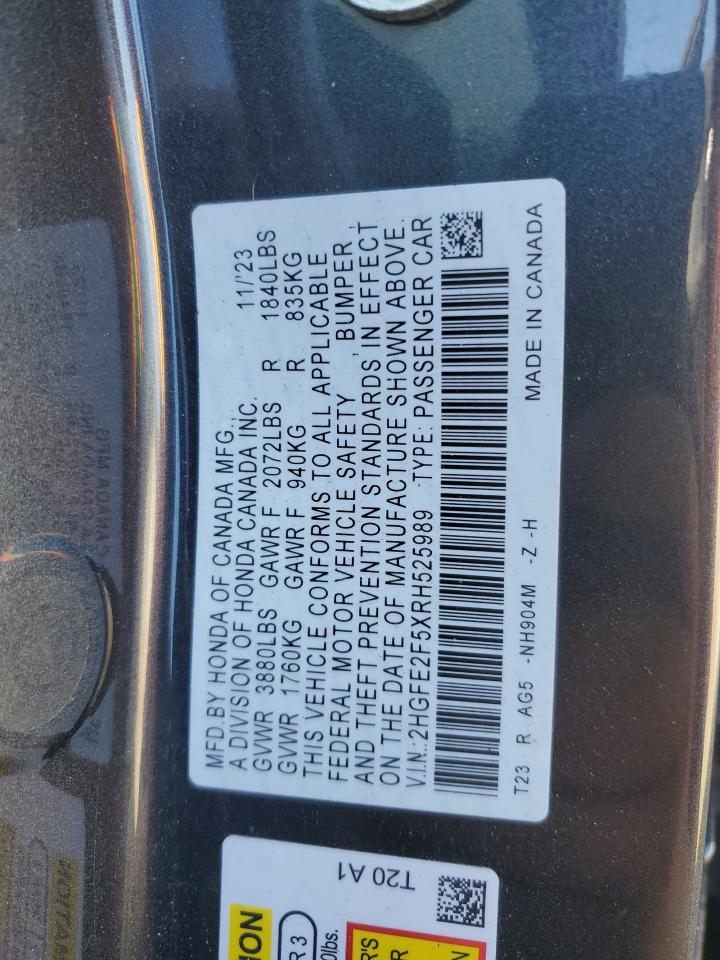 MFD.BY HONDA OF CANADA MFG., 11/'23
A DIVISION OF HONDA CANADA INC.
GVWR 3880LBS GAWR F 2072LBS R 1840LBS
GVWR 1760KG GAWR F 940KG R 835KG
THIS VEHICLE CONFORMS TO ALL APPLICABLE
FEDERAL MOTOR VEHICLE SAFETY, BUMPER,
AND THEFT PREVENTION STANDARDS IN EFFECT
ON THE DATE OF MANUFACTURE SHOWN ABOVE.
V.I.N.:2HGFE2F5XRH525989 TYPE: PASSENGER CAR
T23 R AG5 -NH904M -Z -H MADE IN CANADA
T20 A1